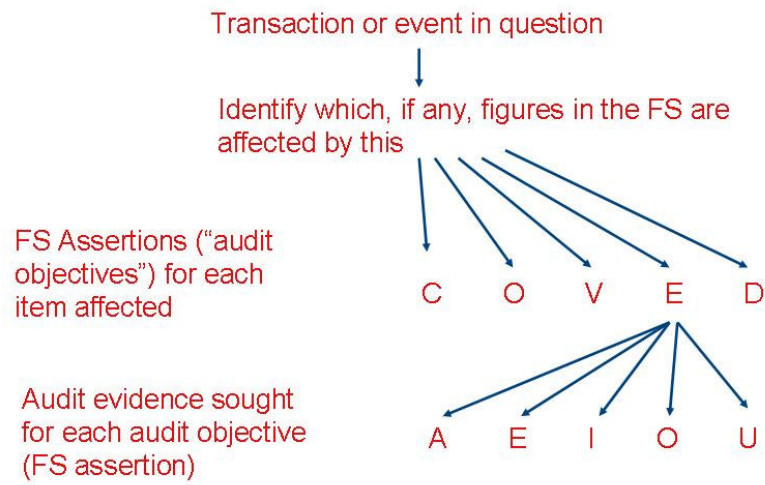 Transaction or event in question
Identify which, if any, figures in the FS are
affected by this
FS Assertions (“audit
objectives”) for each
item affected
C O V E D
Audit evidence sought
for each audit objective
(FS assertion)
A E I O U